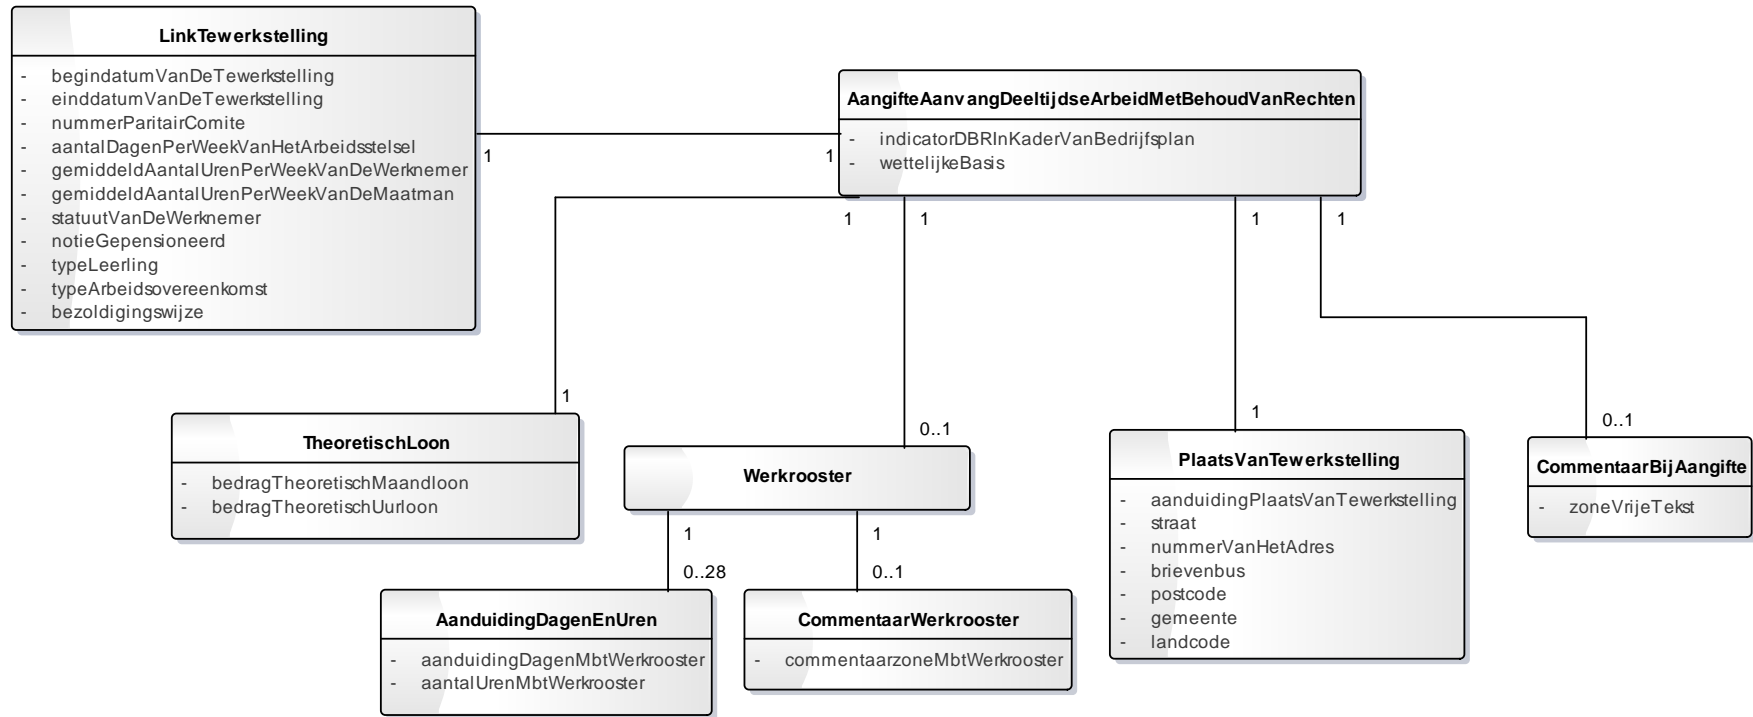 LinkTewerkstelling
- begindatumVanDeTewerkstelling
- einddatumVanDeTewerkstelling
- nummerParitairComite
- aantalDagenPerWeekVanHetArbeidsstelsel
- gemiddeldAantalUrenPerWeekVanDeWerknemer
- gemiddeldAantalUrenPerWeekVanDeMaatman
- statuutVanDeWerknemer
- notieGepensioneerd
- typeLeerling
- typeArbeidsovereenkomst
- bezoldigingswijze
AangifteAanvangDeeltijdseArbeidMetBehoudVanRechten
- indicatorDBRInKaderVanBedrijfsplan
- wettelijkeBasis
1 1
1 1 1 1
1
TheoretischLoon
- bedragTheoretischMaandloon
- bedragTheoretischUurloon
0..1
Werkrooster
1
PlaatsVanTewerkstelling
- aanduidingPlaatsVanTewerkstelling
- straat
- nummerVanHetAdres
- brievenbus
- postcode
- gemeente
- landcode
0..1
CommentaarBijAangifte
- zoneVrijeTekst
1 1
0..28 0..1
AanduidingDagenEnUren
- aanduidingDagenMbtWerkrooster
- aantalUrenMbtWerkrooster
CommentaarWerkrooster
- commentaarzoneMbtWerkrooster